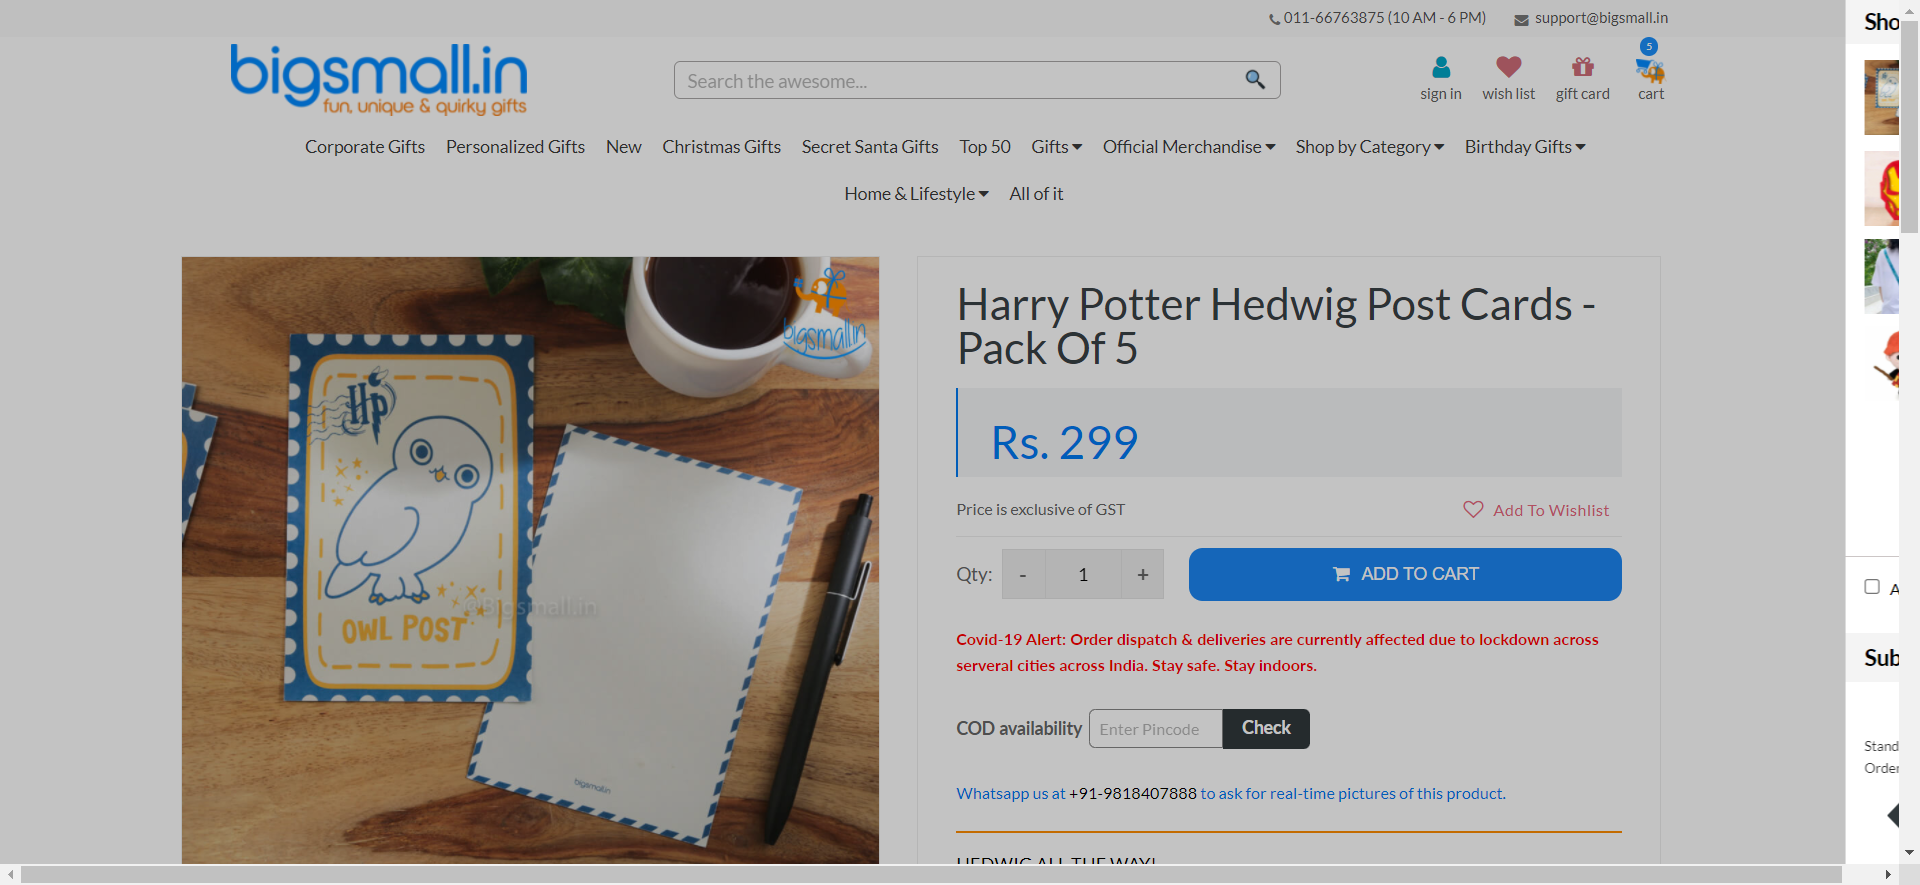 011-66763875 (10 AM - 6 PM) support@bigsmall.in
Sho
bigsmall.in
fun, unique & quirky gifts
Search the awesome...
5
sign in wish list gift card cart
Corporate Gifts Personalized Gifts New Christmas Gifts Secret Santa Gifts Top 50 Gifts Official Merchandise Shop by Category Birthday Gifts
Home & Lifestyle All of it
bigsmall.in
HP
OWL POST
@Bigsmall.in
bigsmall.in
Harry Potter Hedwig Post Cards -
Pack Of 5
Rs. 299
Price is exclusive of GST
Add To Wishlist
Qty: - 1 + ADD TO CART
Covid-19 Alert: Order dispatch & deliveries are currently affected due to lockdown across
serveral cities across India. Stay safe. Stay indoors.
COD availability Enter Pincode Check
Whatsapp us at +91-9818407888 to ask for real-time pictures of this product.
HEDWIG ALL THE WAY!
A
Sub
Stand
Order